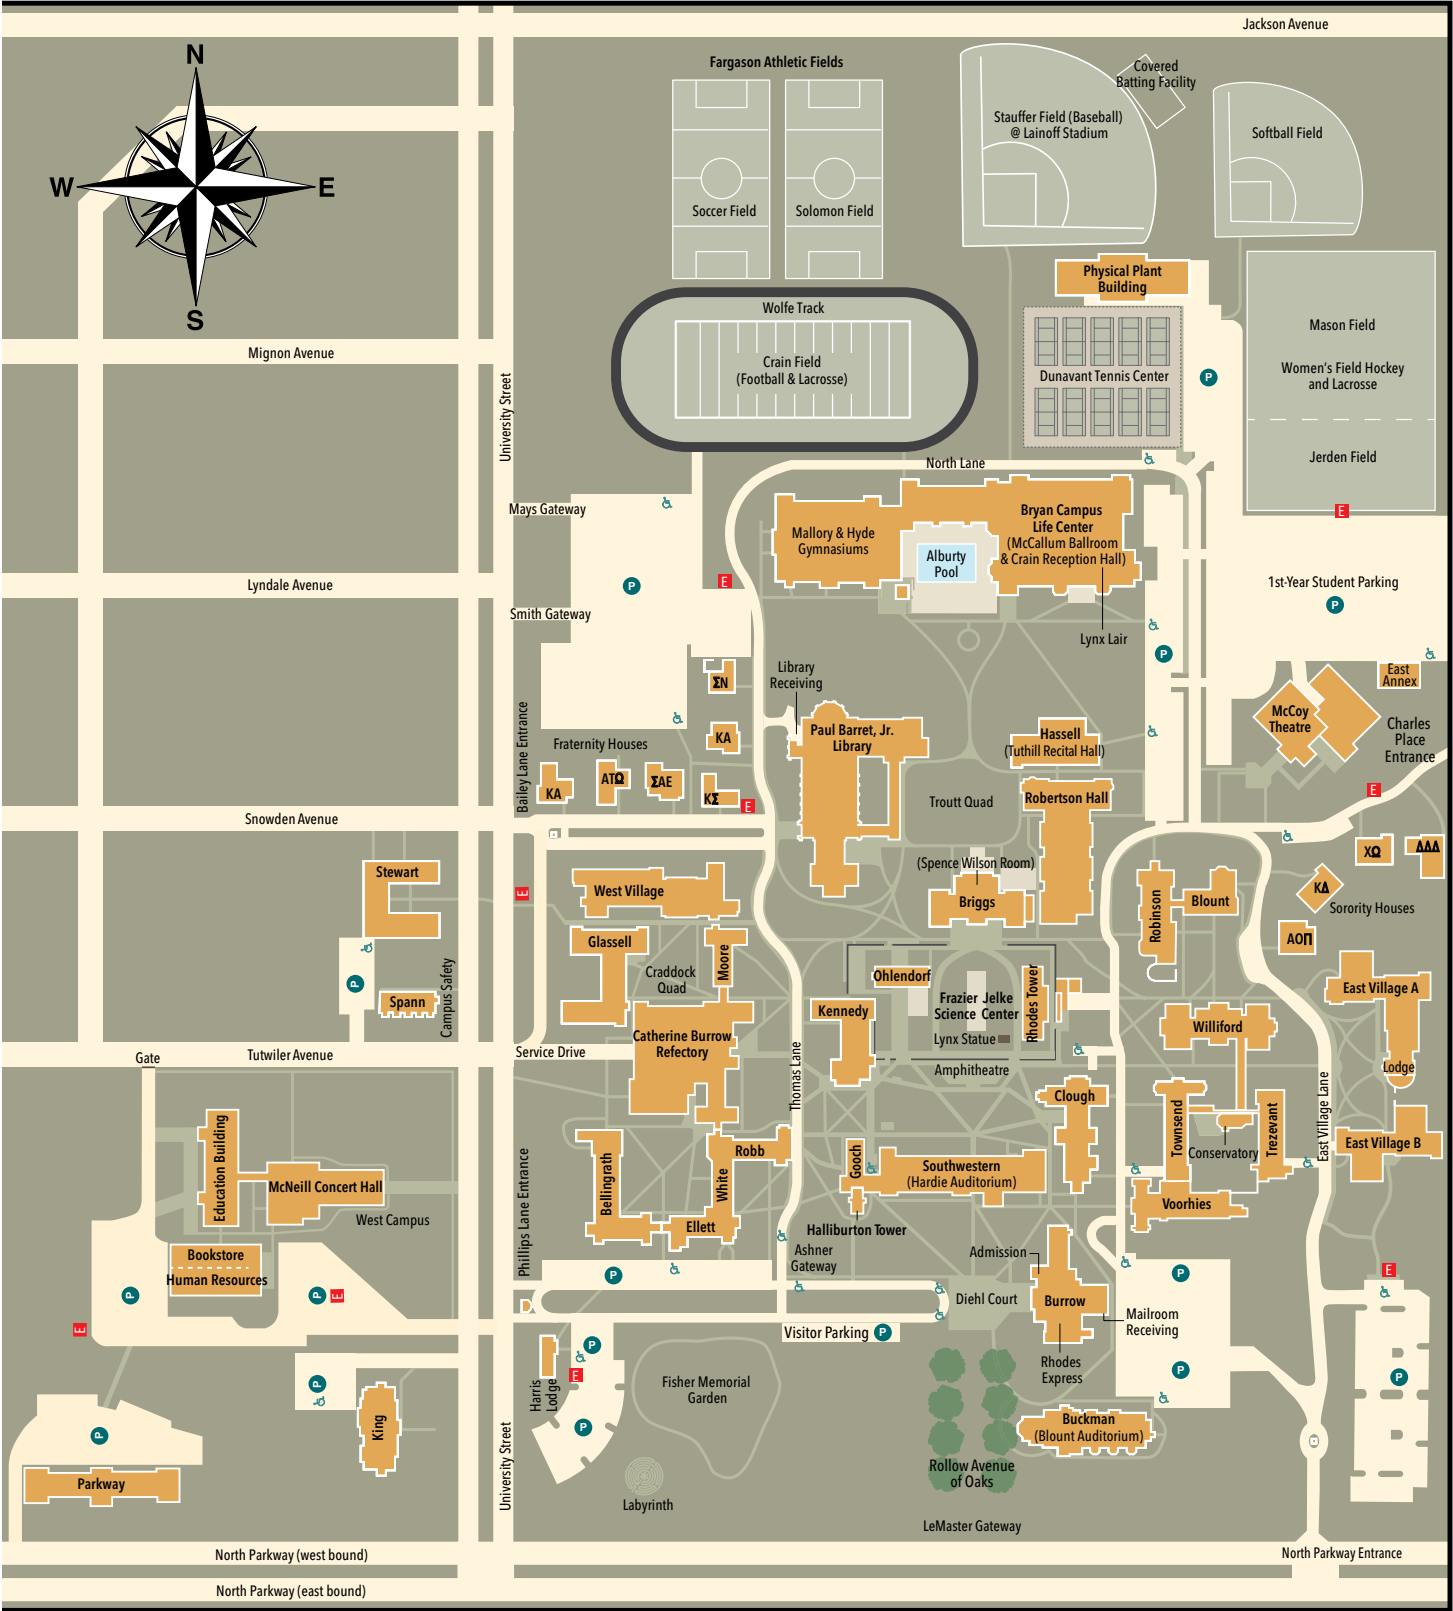 Jackson Avenue
N
W
E
S
Fargason Athletic Fields
Covered
Batting Facility
Stauffer Field (Baseball)
@ Lainoff Stadium
Softball Field
Soccer Field
Solomon Field
Physical Plant
Building
Wolfe Track
Crain Field
(Football & Lacrosse)
Dunavant Tennis Center
P
Mason Field
Women's Field Hockey
and Lacrosse
Jerden Field
E
Mignon Avenue
University Street
North Lane
Mays Gateway
Mallory & Hyde
Gymnasiums
Bryan Campus
Life Center
(McCallum Ballroom
& Crain Reception Hall)
Alburty
Pool
Lynx Lair
Lyndale Avenue
P
E
1st-Year Student Parking
P
Smith Gateway
P
ΣN
Library
Receiving
East
Annex
McCoy
Theatre
Charles
Place
Entrance
Bailey Lane Entrance
Fraternity Houses
KA
Paul Barret, Jr.
Library
Hassell
(Tuthill Recital Hall)
KA
ATΩ
ΣAE
KΣ
E
Troutt Quad
Robertson Hall
E
Snowden Avenue
XΩ
ΔΔΔ
KΔ
Sorority Houses
AOΠ
Stewart
E
West Village
(Spence Wilson Room)
Briggs
Robinson
Blount
Glassell
Moore
Craddock
Quad
P
Spann
Campus Safety
Ohlendorf
Kennedy
Frazier Jelke
Science Center
Rhodes Tower
Lynx Statue
Amphitheatre
Williford
East Village A
Lodge
Catherine Burrow
Refectory
Gate
Tutwiler Avenue
Service Drive
Thomas Lane
Clough
Townsend
Conservatory
Trezevant
East Village Lane
East Village B
Education Building
McNeill Concert Hall
West Campus
Phillips Lane Entrance
Bellingrath
Robb
White
Ellett
Gooch
Southwestern
(Hardie Auditorium)
Halliburton Tower
Voorhies
Bookstore
Human Resources
P
P
E
E
P
Ashner
Gateway
Admission
Diehl Court
Burrow
Mailroom
Receiving
P
E
Visitor Parking P
Rhodes
Express
P
P
P
Harris
Lodge
P
E
P
Fisher Memorial
Garden
King
P
Parkway
University Street
Labyrinth
Rollow Avenue
of Oaks
Buckman
(Blount Auditorium)
LeMaster Gateway
North Parkway (west bound)
North Parkway Entrance
North Parkway (east bound)